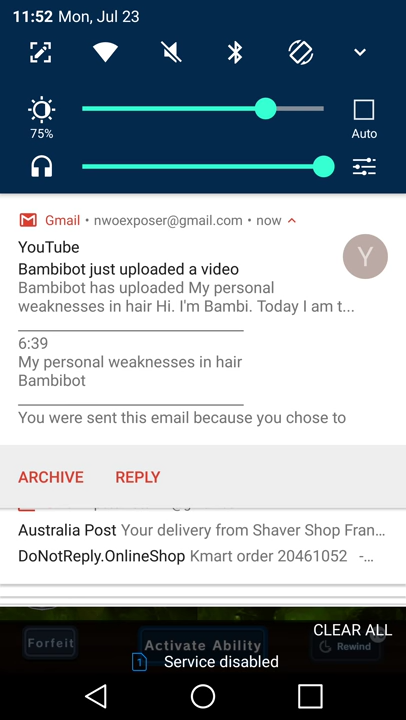 11:52 Mon, Jul 23
75%
Auto
Gmail • nwoexposer@gmail.com • now
YouTube
Bambibot just uploaded a video
Y
Bambibot has uploaded My personal
weaknesses in hair Hi. I'm Bambi. Today I am t...
6:39
My personal weaknesses in hair
Bambibot
You were sent this email because you chose to
ARCHIVE REPLY
Australia Post Your delivery from Shaver Shop Fran...
DoNotReply.OnlineShop Kmart order 20461052 -...
CLEAR ALL
Forfeit Activate Ability Rewind
1 Service disabled